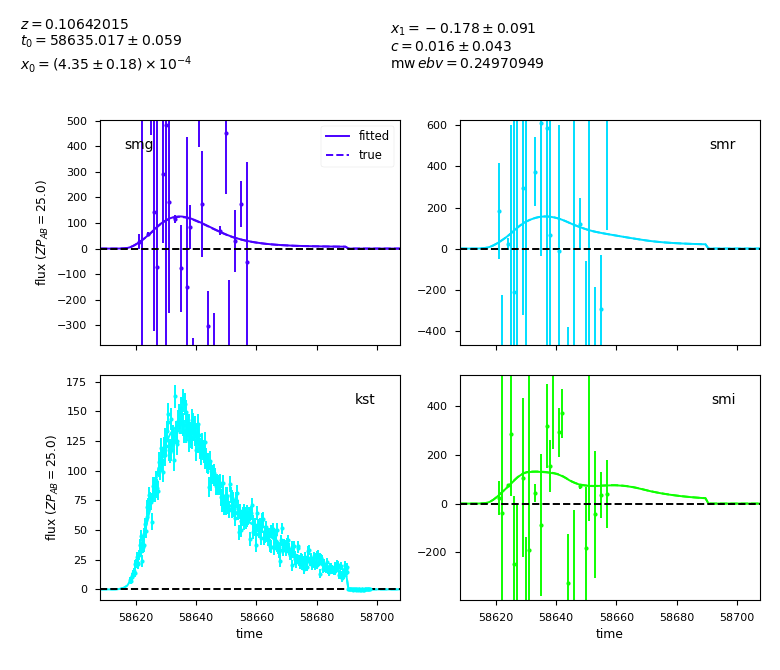 z = 0.10642015
t0 = 58635.017 ± 0.059
x0 = (4.35 ± 0.18) × 10⁻⁴
x1 = −0.178 ± 0.091
c = 0.016 ± 0.043
mw ebv = 0.24970949
500
400
300
200
100
0
−100
−200
−300
flux (ZP_AB = 25.0)
smg
fitted
true
600
400
200
0
−200
−400
smr
175
150
125
100
75
50
25
0
flux (ZP_AB = 25.0)
kst
58620
58640
58660
58680
58700
time
400
200
0
−200
smi
58620
58640
58660
58680
58700
time